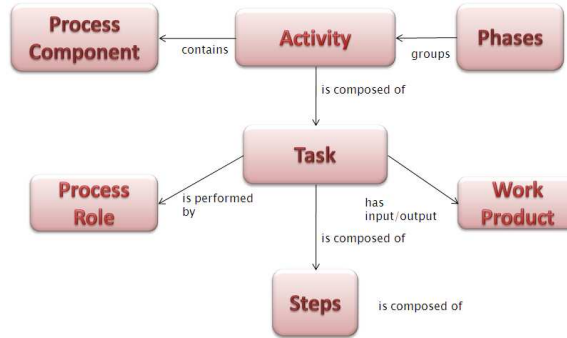 Process
Component
contains
Activity
groups
Phases
is composed of
Task
Process
Role
is performed
by
has
input/output
Work
Product
is composed of
Steps
is composed of